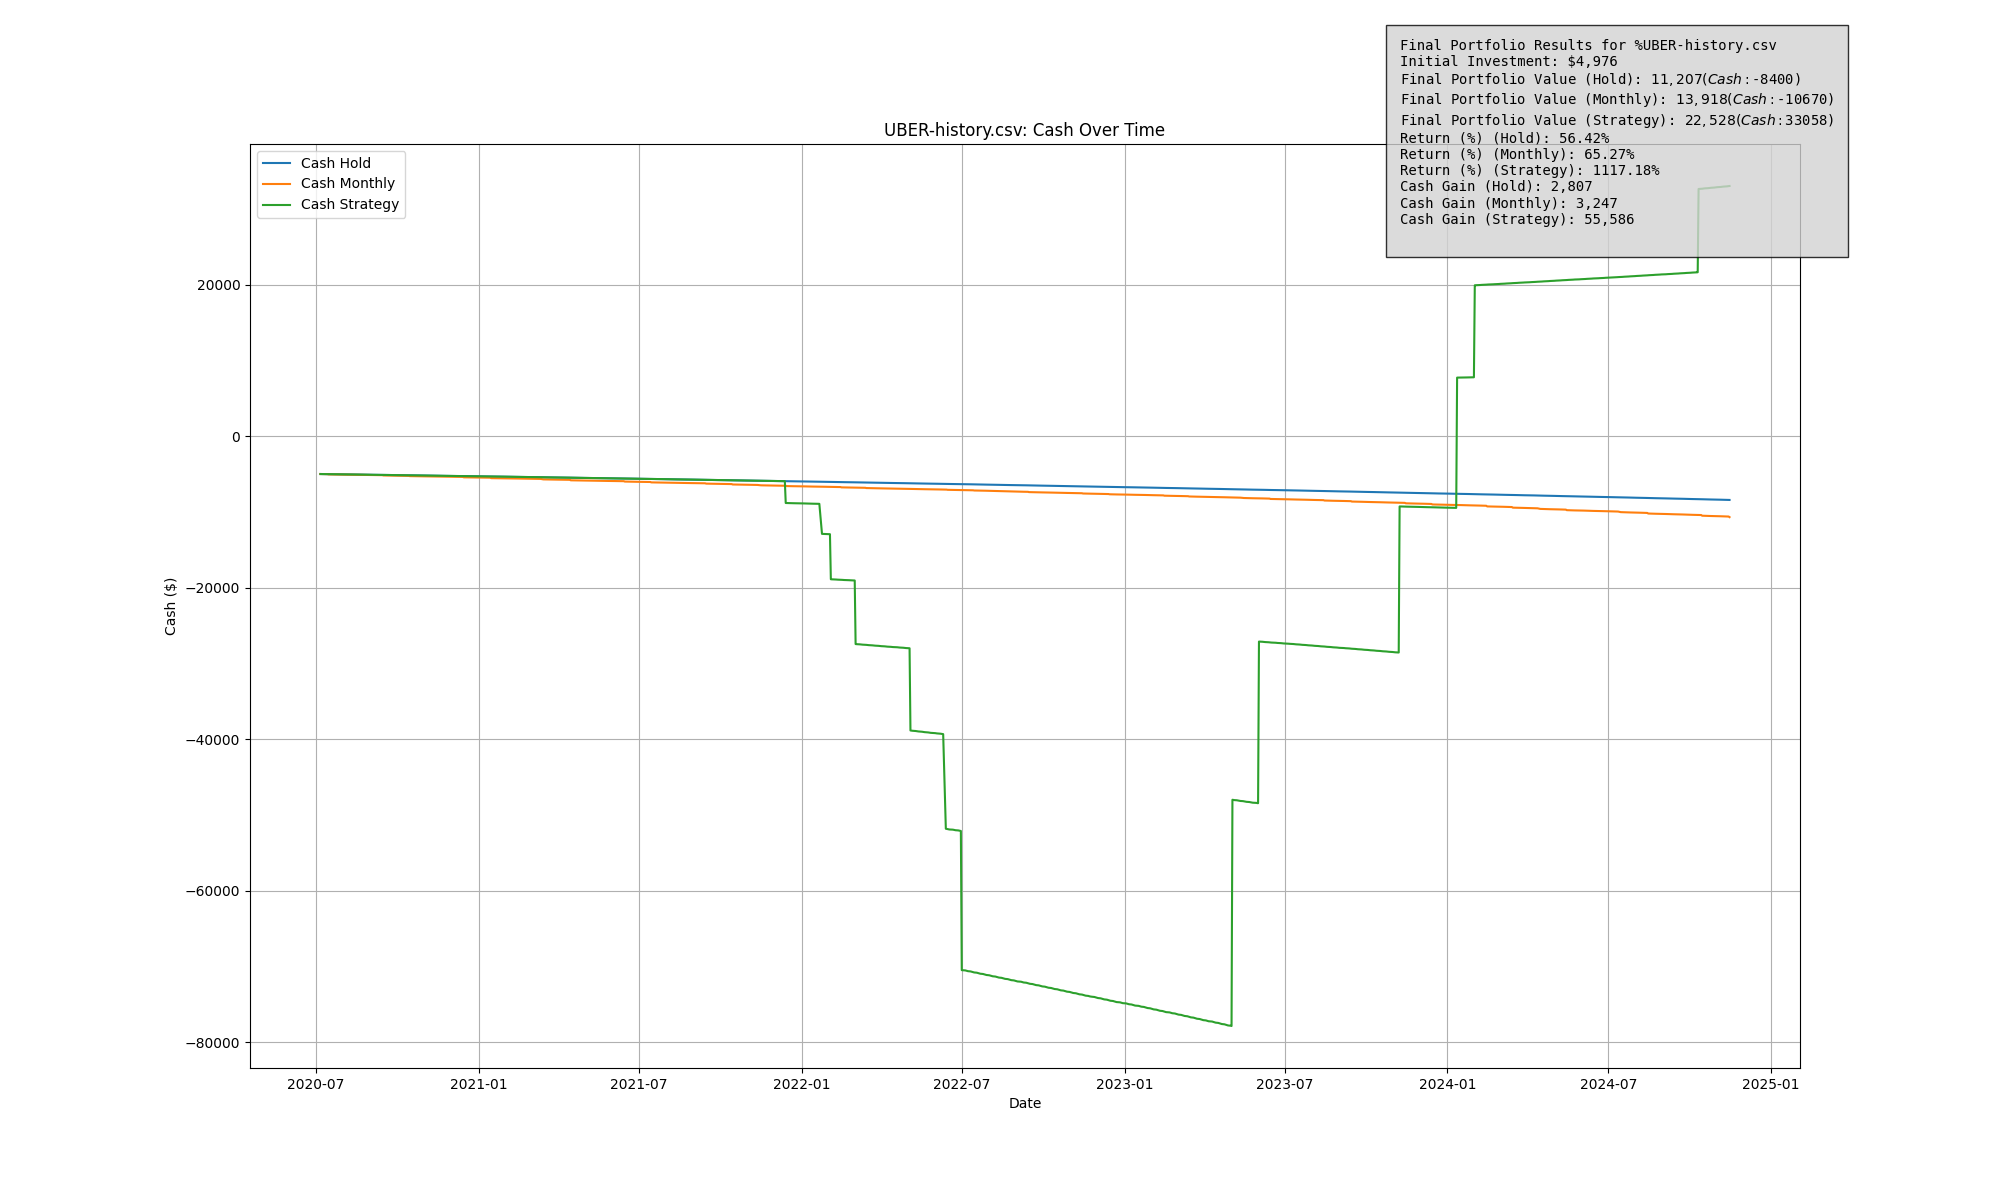 Final Portfolio Results for %UBER-history.csv
Initial Investment: $4,976
Final Portfolio Value (Hold): 11,207(Cash:-8400)
Final Portfolio Value (Monthly): 13,918(Cash:-10670)
Final Portfolio Value (Strategy): 22,528(Cash:33058)
Return (%) (Hold): 56.42%
Return (%) (Monthly): 65.27%
Return (%) (Strategy): 1117.18%
Cash Gain (Hold): 2,807
Cash Gain (Monthly): 3,247
Cash Gain (Strategy): 55,586
UBER-history.csv: Cash Over Time
Cash Hold
Cash Monthly
Cash Strategy
20000
0
−20000
−40000
−60000
−80000
Cash ($)
2020-07 2021-01 2021-07 2022-01 2022-07 2023-01 2023-07 2024-01 2024-07 2025-01
Date